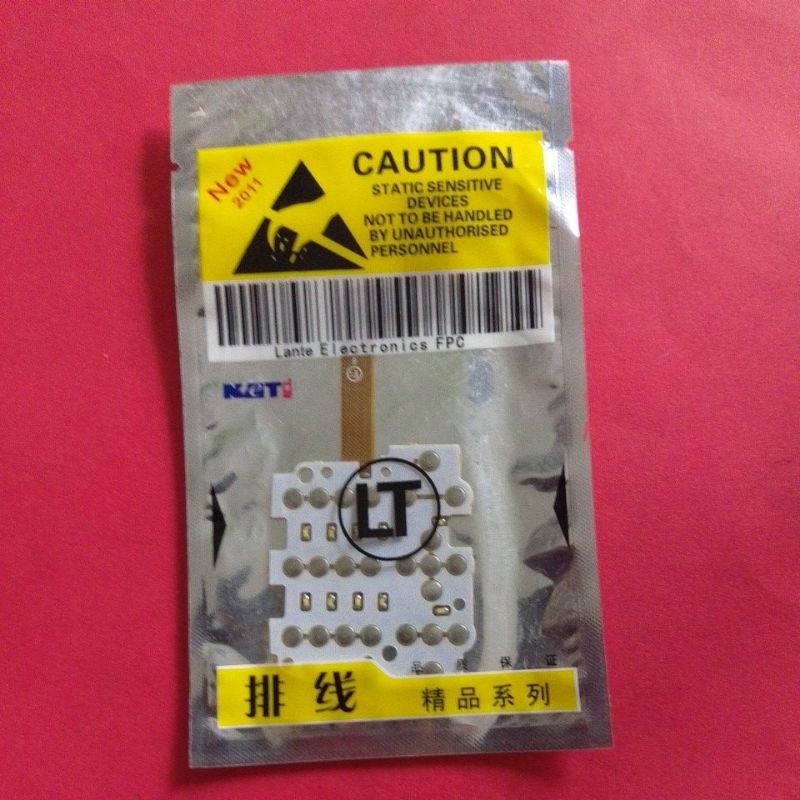 New
2011
CAUTION
STATIC SENSITIVE
DEVICES
NOT TO BE HANDLED
BY UNAUTHORISED
PERSONNEL
Lante Electronics FPC
LT
品质保证
排线
精品系列